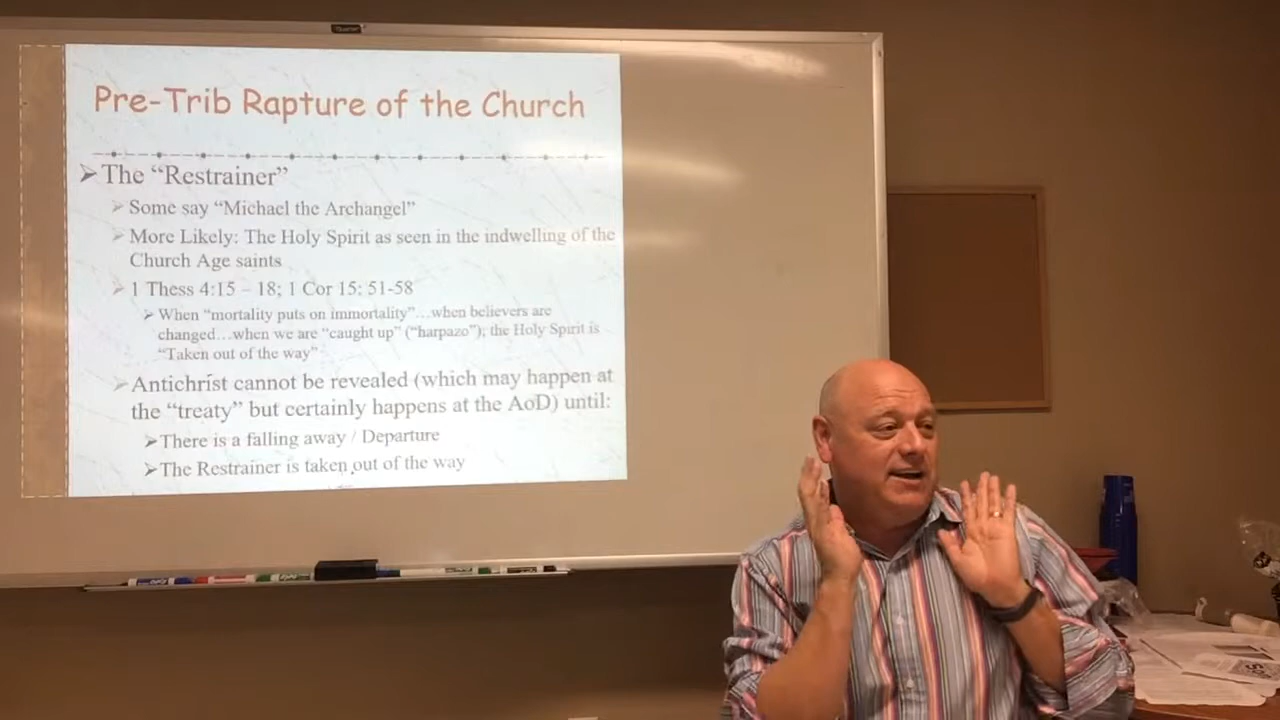 Pre-Trib Rapture of the Church
➢The “Restrainer”
➢Some say “Michael the Archangel”
➢More Likely: The Holy Spirit as seen in the indwelling of the
Church Age saints
➢1 Thess 4:15 – 18; 1 Cor 15: 51-58
➢When “mortality puts on immortality”…when believers are
changed…when we are “caught up” (“harpazo”); the Holy Spirit is
“Taken out of the way”
➢Antichríst cannot be revealed (which may happen at
the “treaty” but certainly happens at the AoD) until:
➢There is a falling away / Departure
➢The Restrainer is taken out of the way